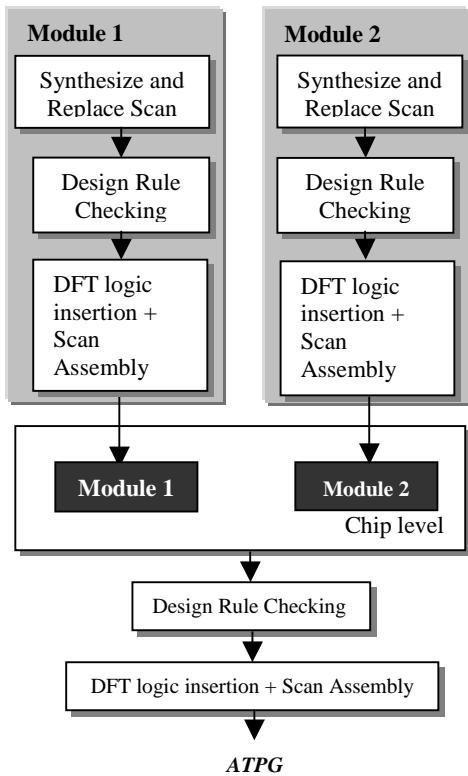 Module 1
Synthesize and
Replace Scan
Design Rule
Checking
DFT logic
insertion +
Scan
Assembly
Module 2
Synthesize and
Replace Scan
Design Rule
Checking
DFT logic
insertion +
Scan
Assembly
Module 1
Module 2
Chip level
Design Rule Checking
DFT logic insertion + Scan Assembly
ATPG